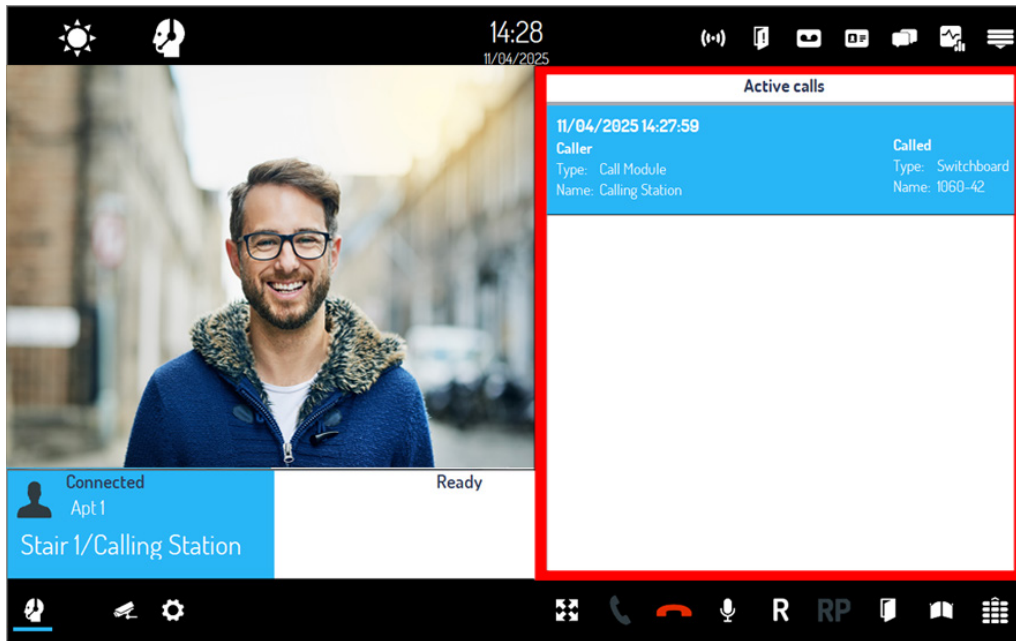 14:28
11/04/2025
Active calls
11/04/2025 14:27:59
Caller
Called
Type: Call Module
Type: Switchboard
Name: Calling Station
Name: 1060-42
Connected
Ready
Apt 1
Stair 1/Calling Station
R
RP